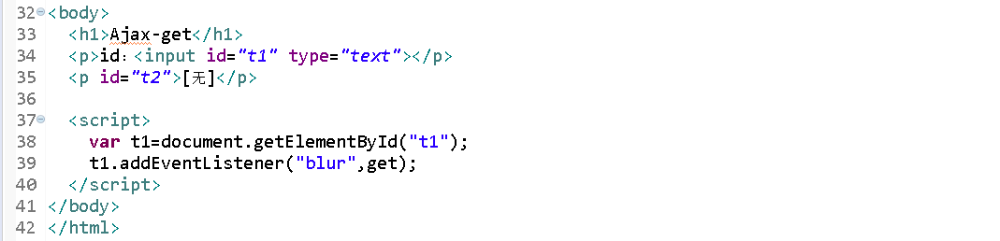 32 <body>
33   <h1>Ajax-get</h1>
34   <p>id：<input id="t1" type="text"></p>
35   <p id="t2">[无]</p>
36
37   <script>
38     var t1=document.getElementById("t1");
39     t1.addEventListener("blur",get);
40   </script>
41 </body>
42 </html>